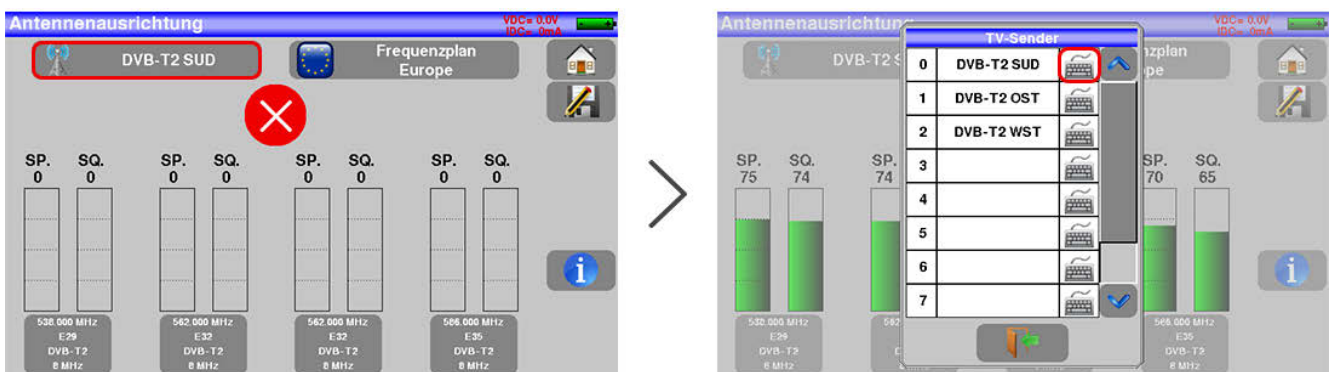 Antennenausrichtung
VDC= 0.0V
IDC= 0mA
DVB-T2 SUD
Frequenzplan
Europe
SP. SQ. SP. SQ. SP. SQ. SP. SQ.
0 0 0 0 0 0 0 0
538.000 MHz 562.000 MHz 562.000 MHz 586.000 MHz
E29 E32 E32 E35
DVB-T2 DVB-T2 DVB-T2 DVB-T2
8 MHz 8 MHz 8 MHz 8 MHz
Antennenausrichtung
VDC= 0.0V
IDC= 0mA
DVB-T2 S
nzplan
pe
TV-Sender
0 DVB-T2 SUD
1 DVB-T2 OST
2 DVB-T2 WST
3
4
5
6
7
SP. SQ. SP. SP. SQ.
75 74 74 70 65
538.000 MHz 562 MHz
E29 E35
DVB-T2 DVB-T2
8 MHz 8 MHz